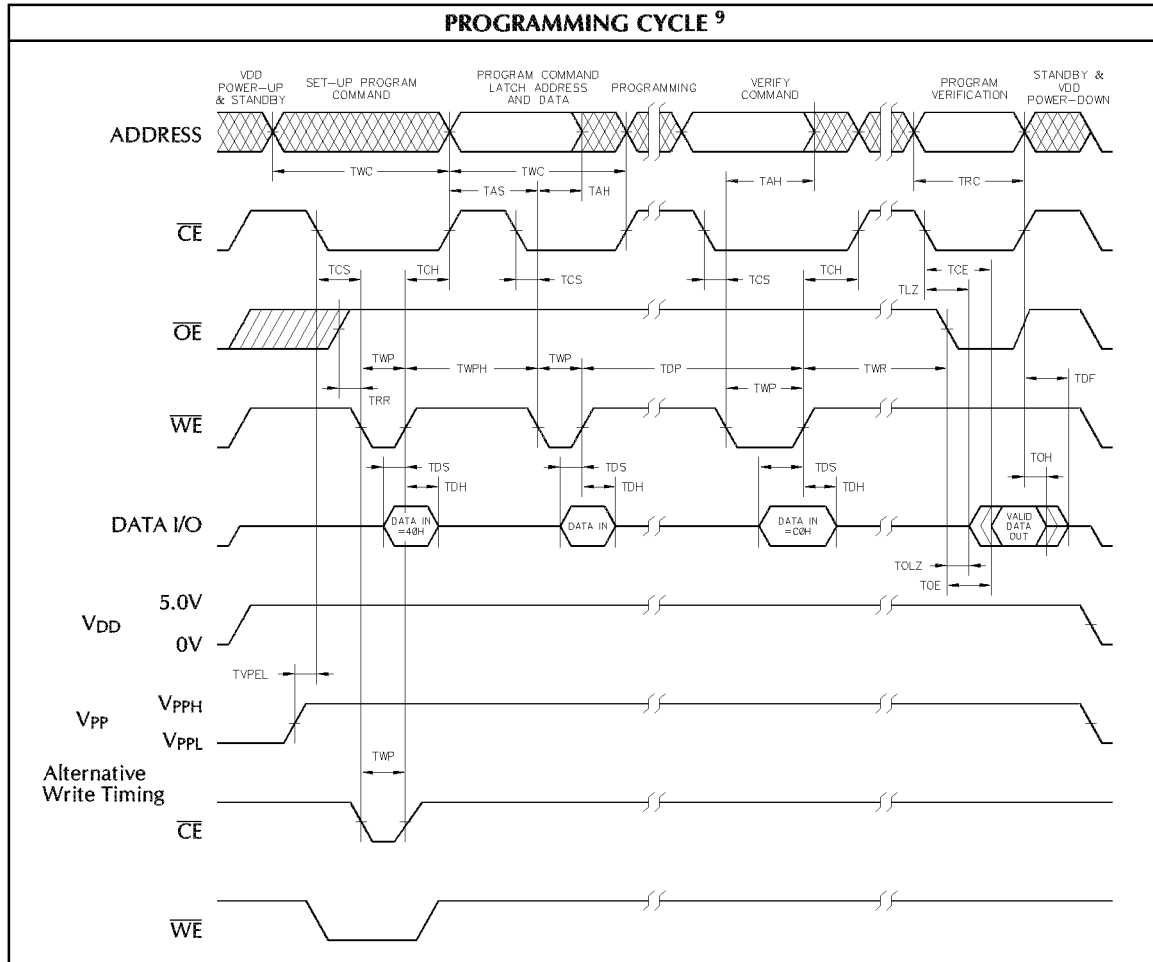 PROGRAMMING CYCLE 9
VDD
POWER-UP
& STANDBY
SET-UP PROGRAM
COMMAND
PROGRAM COMMAND
LATCH ADDRESS
AND DATA
PROGRAMMING
VERIFY
COMMAND
PROGRAM
VERIFICATION
STANDBY &
VDD
POWER-DOWN
ADDRESS
TWC
TWC
TAS
TAH
TAH
TRC
CE
TCS
TCH
TCS
TCS
TCH
TCE
TLZ
OE
TWP
TWPH
TWP
TDP
TWR
TRR
TWP
TDF
WE
TDS
TDH
TDS
TDH
TDS
TDH
TOH
DATA I/O
DATA IN
=40H
DATA IN
DATA IN
=C0H
VALID
DATA
OUT
TOLZ
TOE
5.0V
VDD
0V
TVPEL
VPPH
VPP
VPPL
TWP
Alternative
Write Timing
CE
WE